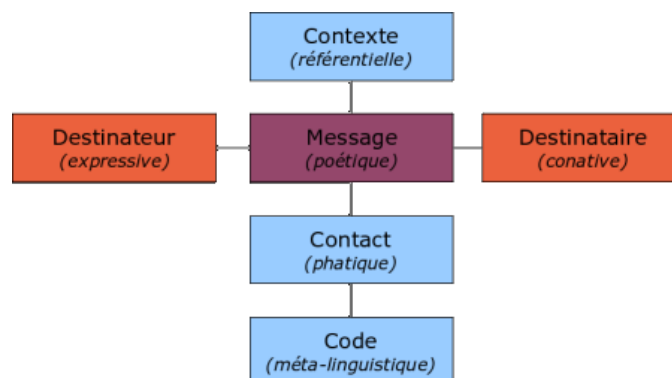 Contexte
(référentielle)
Destinateur
(expressive)
Message
(poétique)
Destinataire
(conative)
Contact
(phatique)
Code
(méta-linguistique)